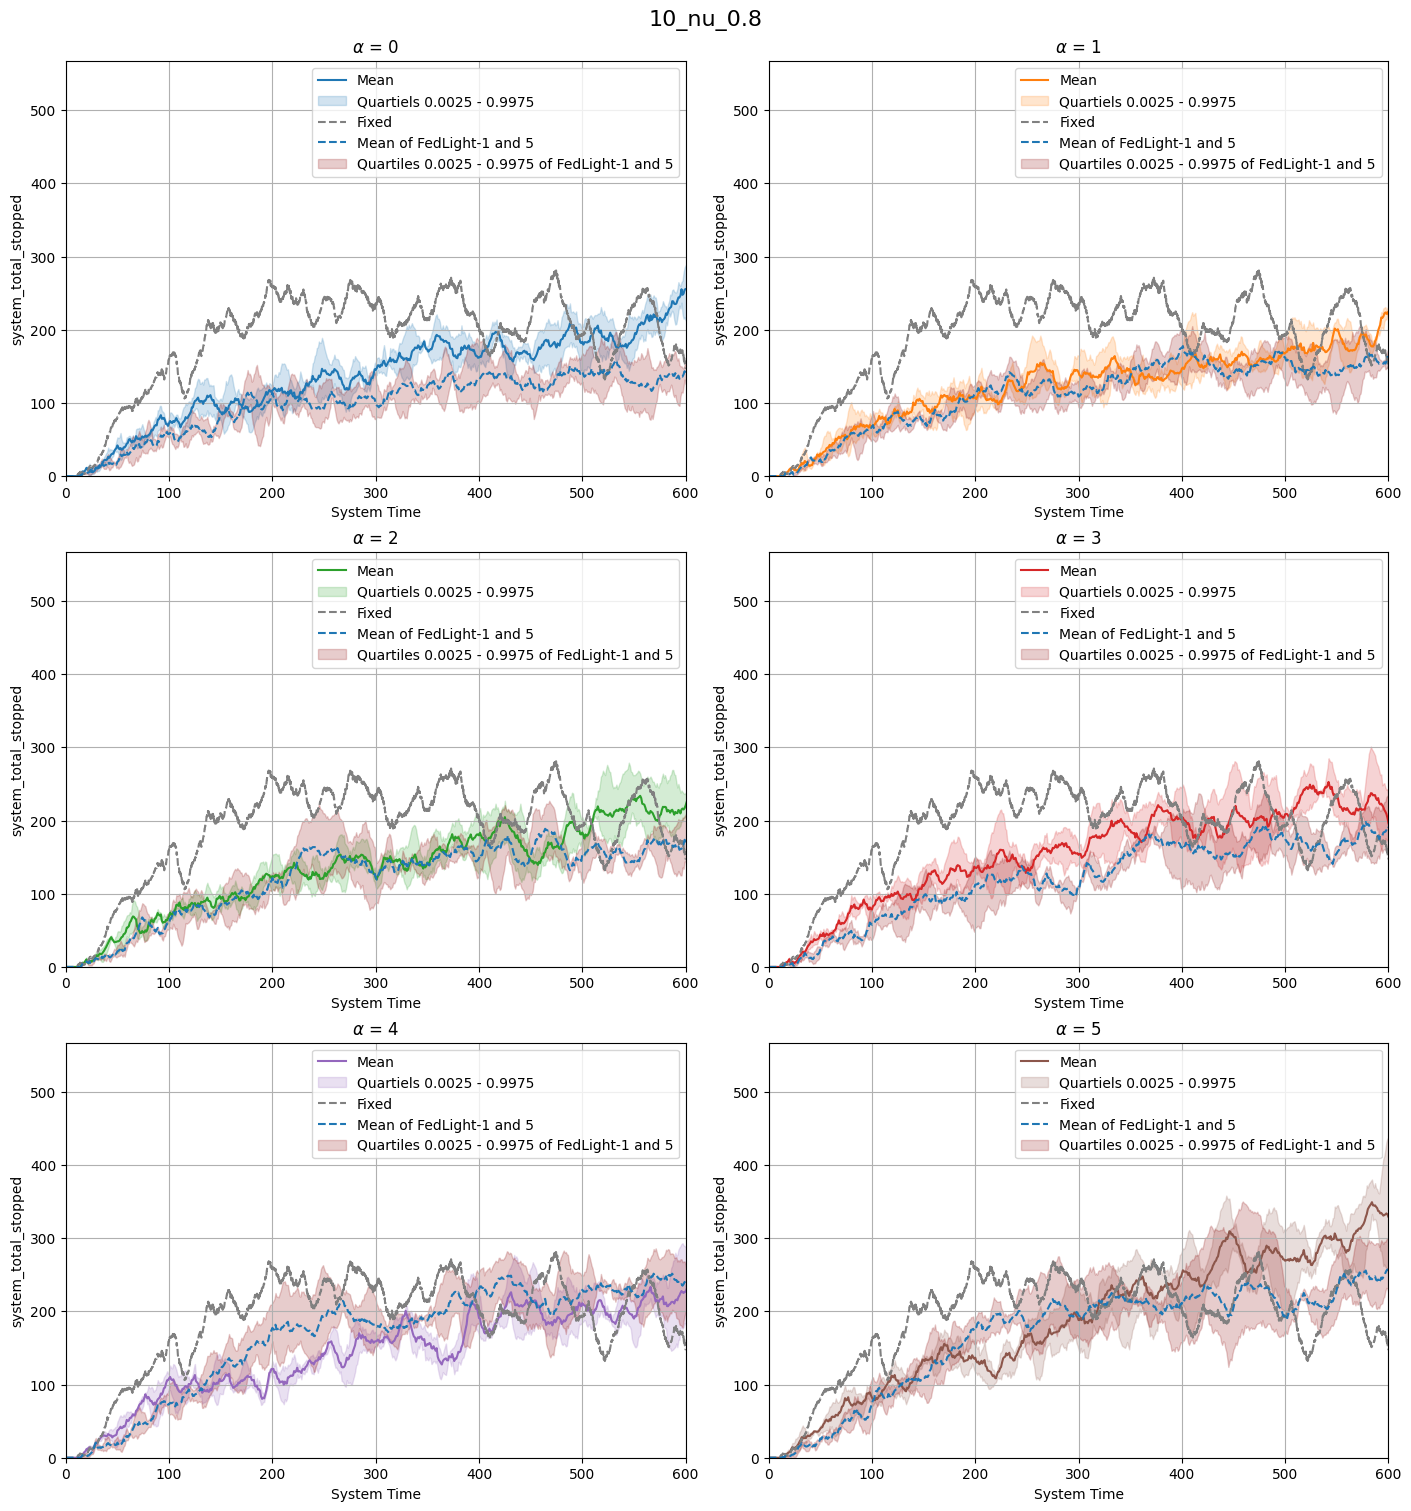 10_nu_0.8
α = 0
Mean
Quartiels 0.0025 - 0.9975
Fixed
Mean of FedLight-1 and 5
Quartiles 0.0025 - 0.9975 of FedLight-1 and 5
500
400
300
200
100
0
system_total_stopped
0 100 200 300 400 500 600
System Time
α = 1
Mean
Quartiels 0.0025 - 0.9975
Fixed
Mean of FedLight-1 and 5
Quartiles 0.0025 - 0.9975 of FedLight-1 and 5
500
400
300
200
100
0
system_total_stopped
0 100 200 300 400 500 600
System Time
α = 2
Mean
Quartiels 0.0025 - 0.9975
Fixed
Mean of FedLight-1 and 5
Quartiles 0.0025 - 0.9975 of FedLight-1 and 5
500
400
300
200
100
0
system_total_stopped
0 100 200 300 400 500 600
System Time
α = 3
Mean
Quartiels 0.0025 - 0.9975
Fixed
Mean of FedLight-1 and 5
Quartiles 0.0025 - 0.9975 of FedLight-1 and 5
500
400
300
200
100
0
system_total_stopped
0 100 200 300 400 500 600
System Time
α = 4
Mean
Quartiels 0.0025 - 0.9975
Fixed
Mean of FedLight-1 and 5
Quartiles 0.0025 - 0.9975 of FedLight-1 and 5
500
400
300
200
100
0
system_total_stopped
0 100 200 300 400 500 600
System Time
α = 5
Mean
Quartiels 0.0025 - 0.9975
Fixed
Mean of FedLight-1 and 5
Quartiles 0.0025 - 0.9975 of FedLight-1 and 5
500
400
300
200
100
0
system_total_stopped
0 100 200 300 400 500 600
System Time